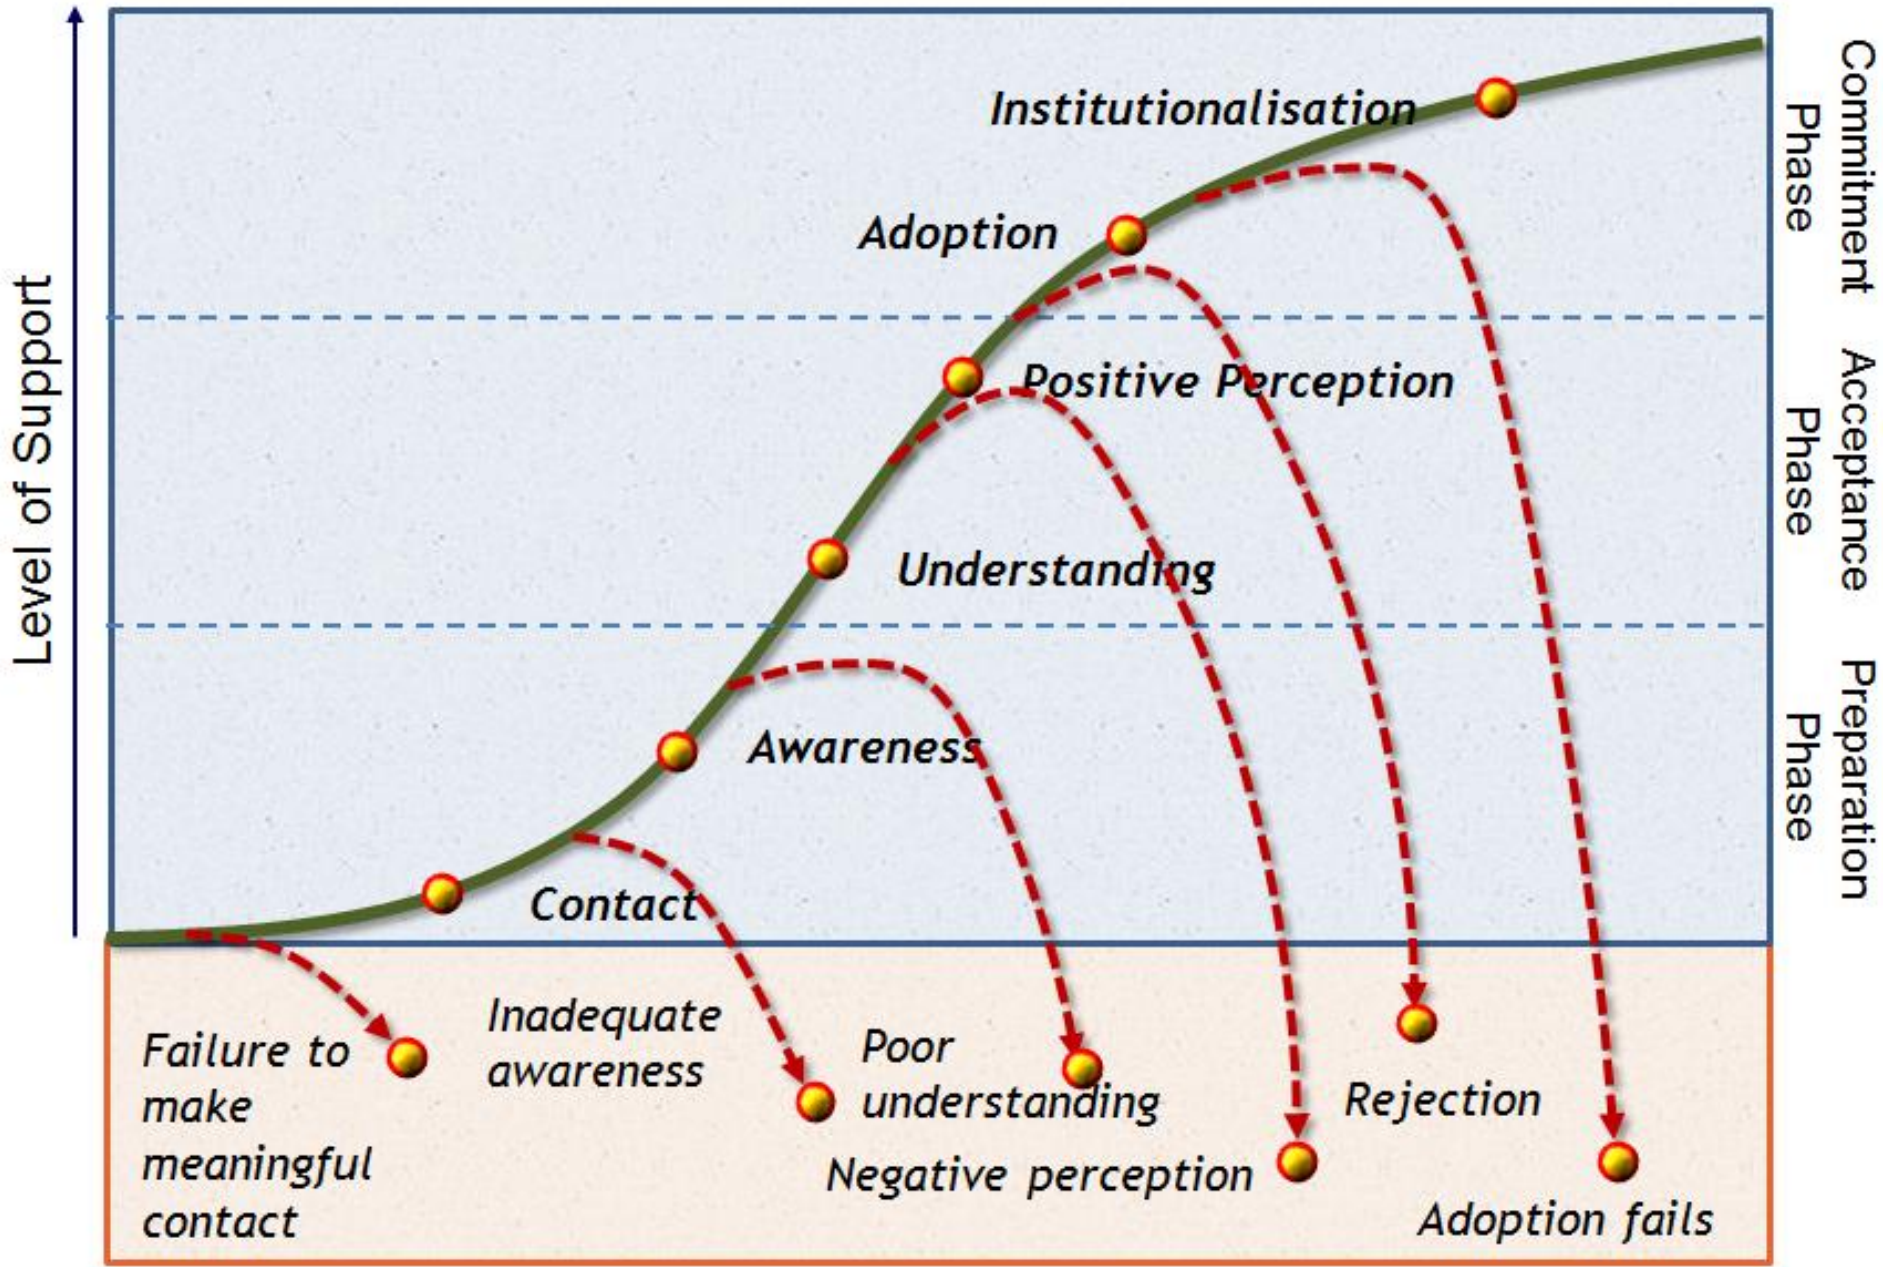 Institutionalisation
Adoption
Positive Perception
Understanding
Awareness
Contact
Level of Support
Commitment
Phase
Acceptance
Phase
Preparation
Phase
Failure to
make
meaningful
contact
Inadequate
awareness
Poor
understanding
Negative perception
Rejection
Adoption fails